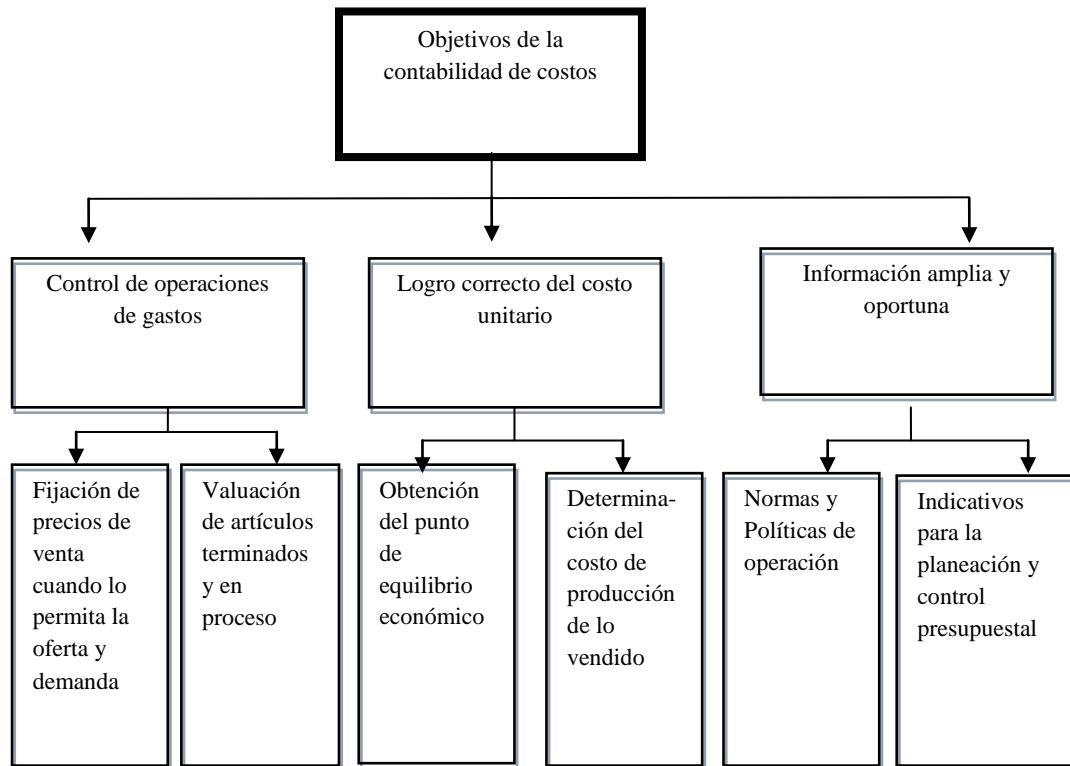 Objetivos de la
contabilidad de costos
Control de operaciones
de gastos
Logro correcto del costo
unitario
Información amplia y
oportuna
Fijación de
precios de
venta
cuando lo
permita la
oferta y
demanda
Valuación
de artículos
terminados
y en
proceso
Obtención
del punto
de
equilibrio
económico
Determina-
ción del
costo de
producción
de lo
vendido
Normas y
Políticas de
operación
Indicativos
para la
planeación y
control
presupuestal